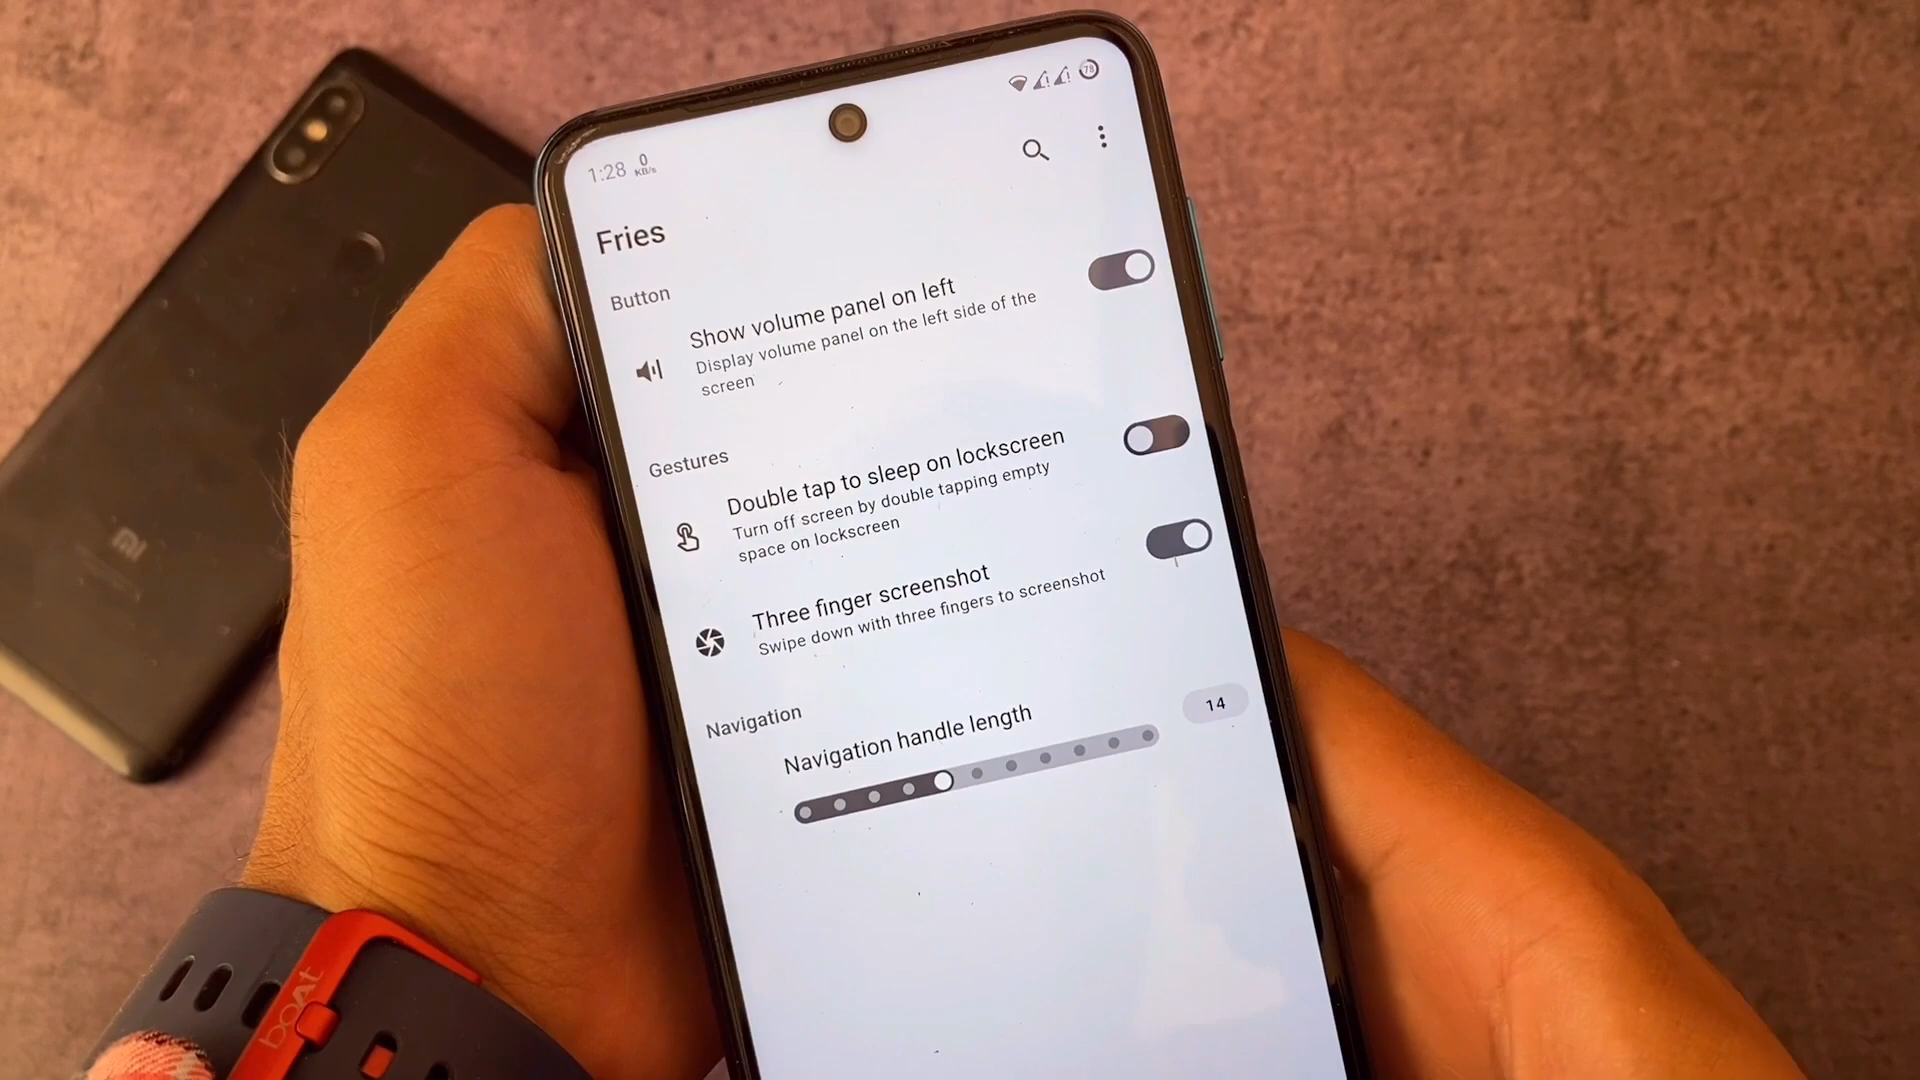 78
1:28
0
KB/s
Fries
Button
Show volume panel on left
Display volume panel on the left side of the
screen
Gestures
Double tap to sleep on lockscreen
Turn off screen by double tapping empty
space on lockscreen
Three finger screenshot
Swipe down with three fingers to screenshot
Navigation
Navigation handle length
14
mi
boAt